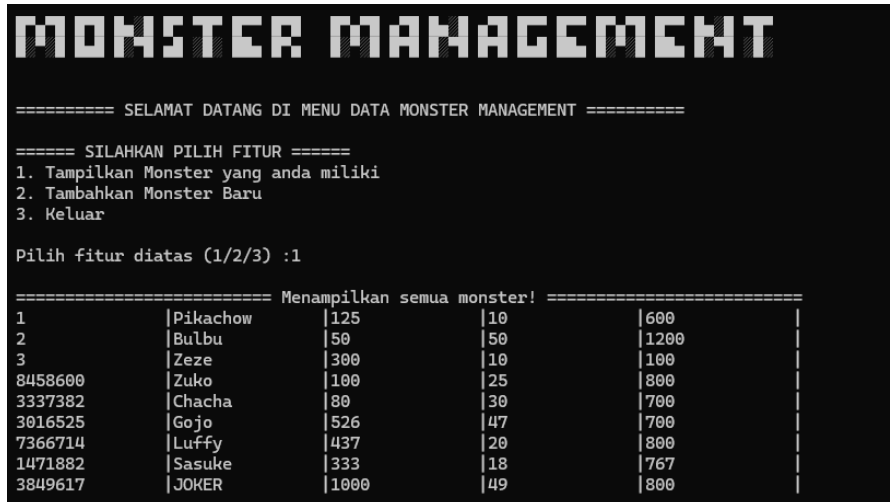 MONSTER MANAGEMENT
========== SELAMAT DATANG DI MENU DATA MONSTER MANAGEMENT ==========
====== SILAHKAN PILIH FITUR ======
1. Tampilkan Monster yang anda miliki
2. Tambahkan Monster Baru
3. Keluar
Pilih fitur diatas (1/2/3) :1
========================== Menampilkan semua monster! ==========================
1 |Pikachow |125 |10 |600 |
2 |Bulbu |50 |50 |1200 |
3 |Zeze |300 |10 |100 |
8458600 |Zuko |100 |25 |800 |
3337382 |Chacha |80 |30 |700 |
3016525 |Gojo |526 |47 |700 |
7366714 |Luffy |437 |20 |800 |
1471882 |Sasuke |333 |18 |767 |
3849617 |JOKER |1000 |49 |800 |